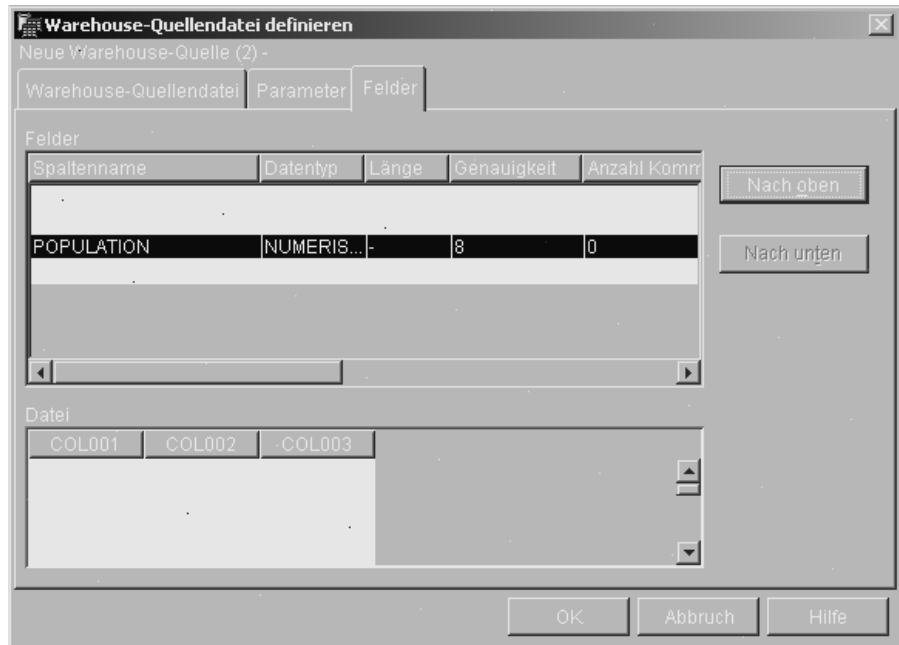 Warehouse-Quellendatei definieren
Neue Warehouse-Quelle (2) -
Warehouse-Quellendatei Parameter Felder
Felder
Spaltenname Datentyp Länge Genauigkeit Anzahl Komm
POPULATION NUMERIS... - 8 0
Nach oben
Nach unten
Datei
COL001 COL002 COL003
OK Abbruch Hilfe